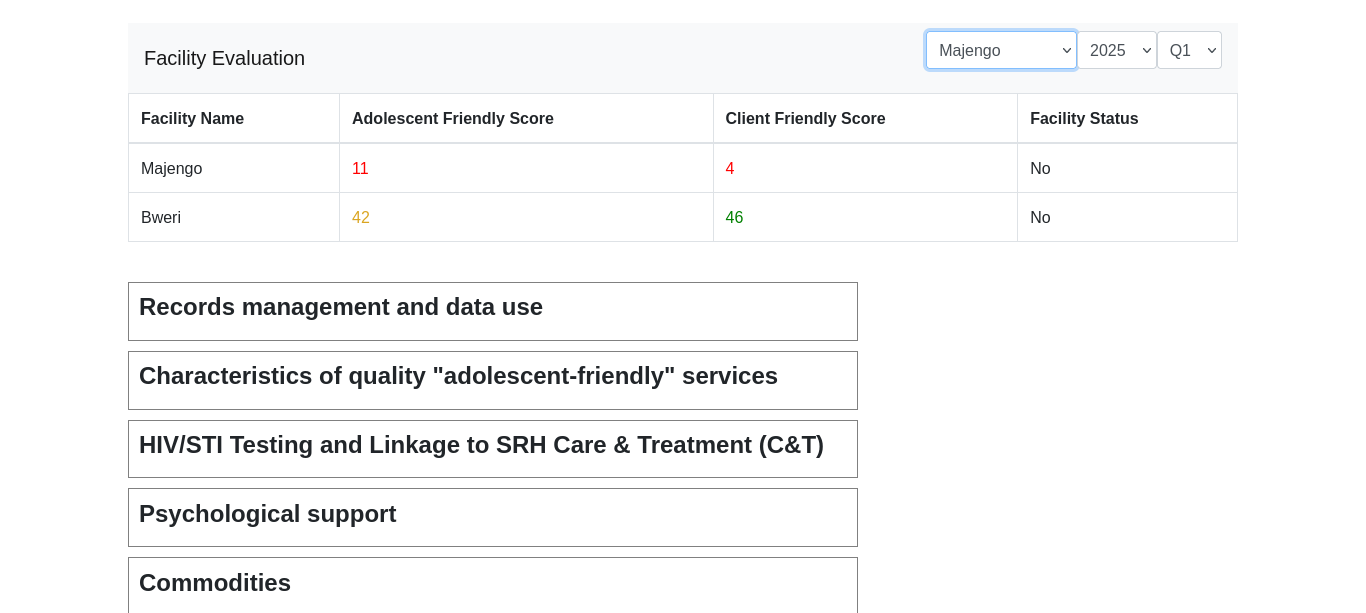 Facility Evaluation Majengo 2025 Q1
Facility Name Adolescent Friendly Score Client Friendly Score Facility Status
Majengo 11 4 No
Bweri 42 46 No
Records management and data use
Characteristics of quality "adolescent-friendly" services
HIV/STI Testing and Linkage to SRH Care & Treatment (C&T)
Psychological support
Commodities